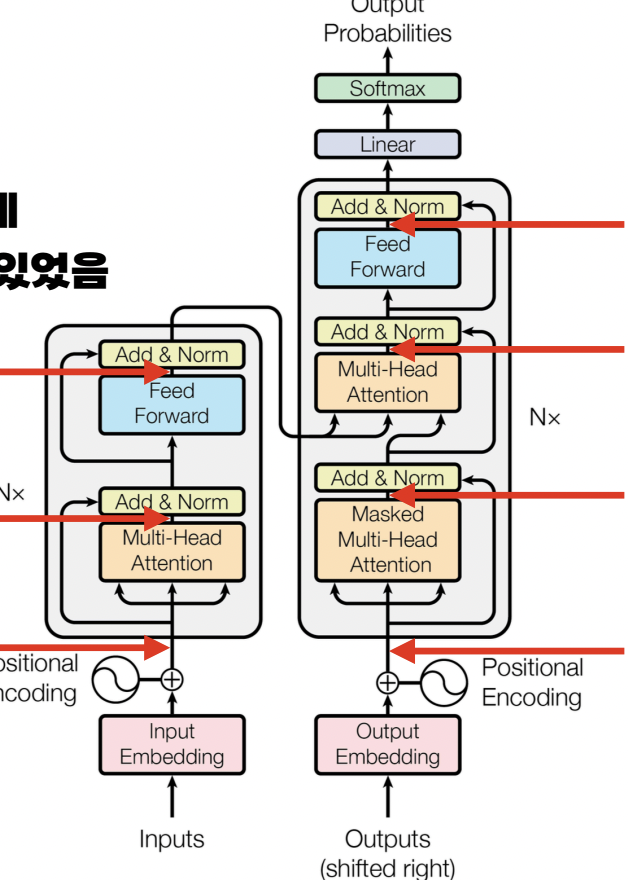 Output
Probabilities
Softmax
Linear
Add & Norm
Feed
Forward
Add & Norm
Multi-Head
Attention
Add & Norm
Masked
Multi-Head
Attention
N×
Positional
Encoding
Output
Embedding
Outputs
(shifted right)
있었음
Add & Norm
Feed
Forward
N×
Add & Norm
Multi-Head
Attention
ositional
ncoding
Input
Embedding
Inputs